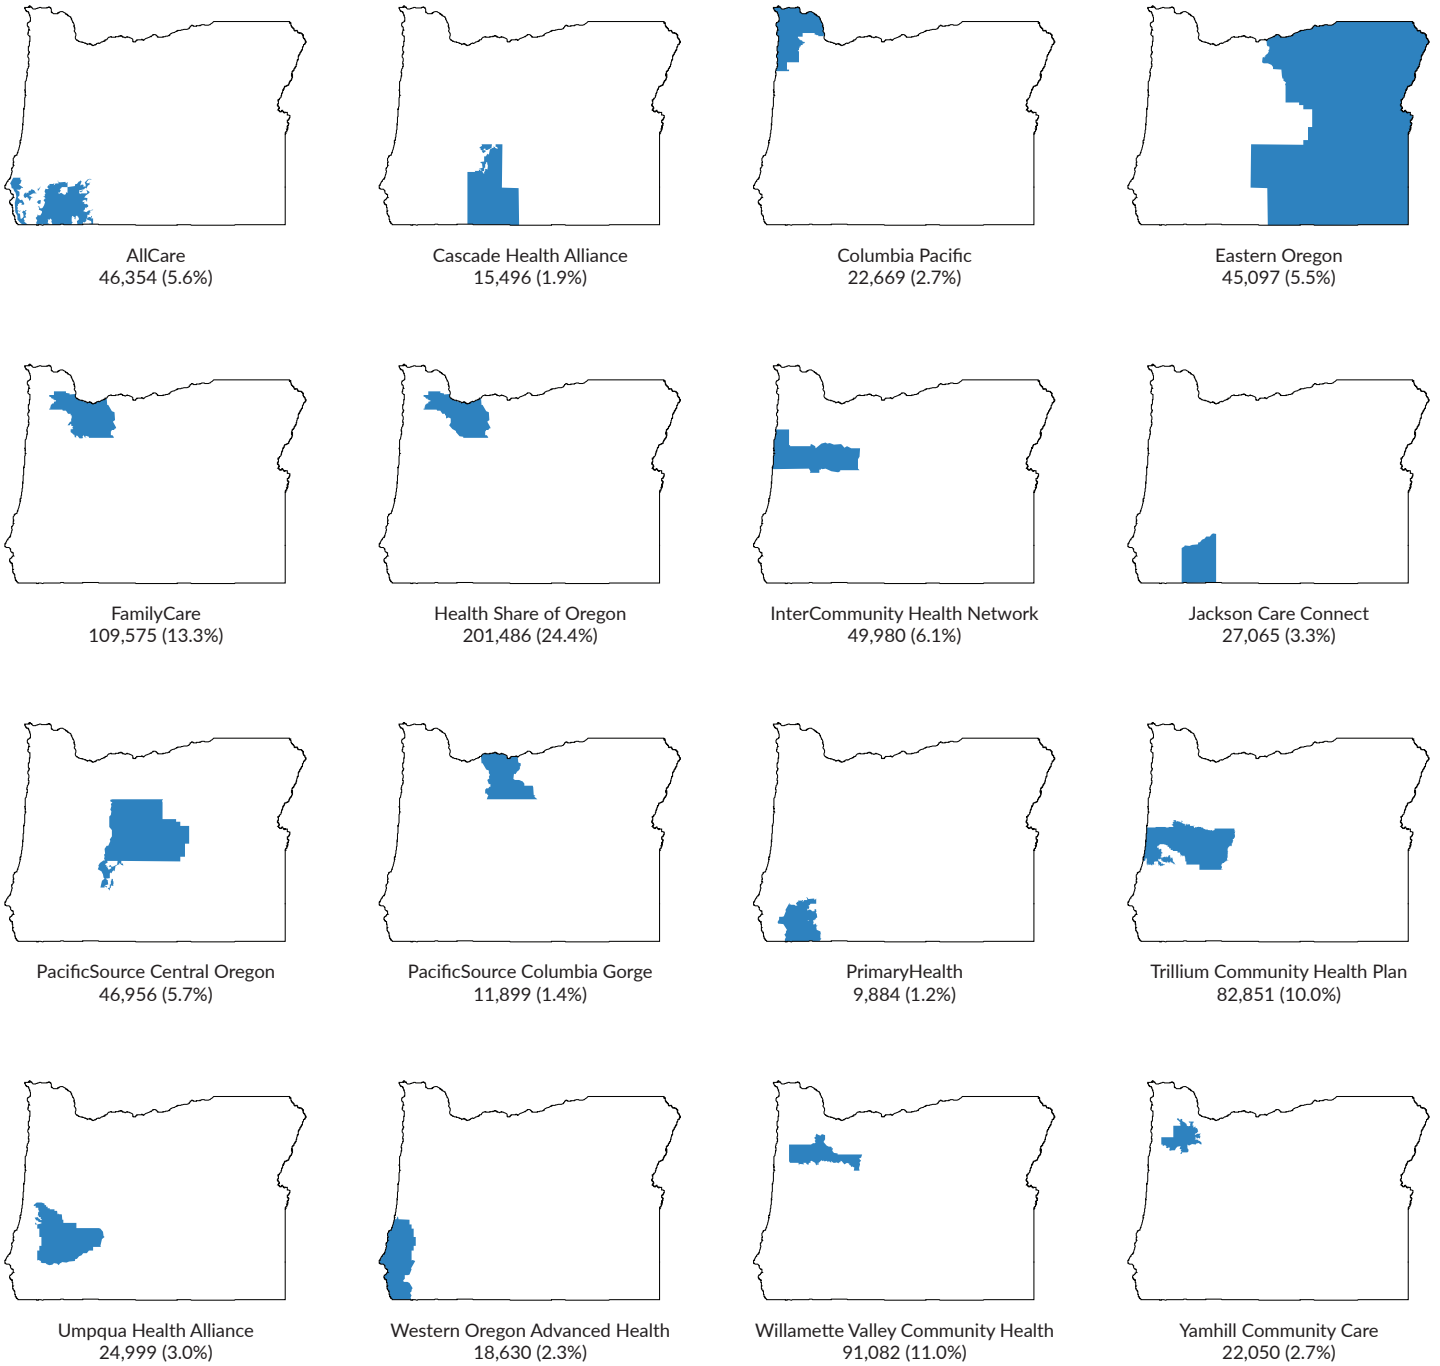 AllCare
46,354 (5.6%)
Cascade Health Alliance
15,496 (1.9%)
Columbia Pacific
22,669 (2.7%)
Eastern Oregon
45,097 (5.5%)
FamilyCare
109,575 (13.3%)
Health Share of Oregon
201,486 (24.4%)
InterCommunity Health Network
49,980 (6.1%)
Jackson Care Connect
27,065 (3.3%)
PacificSource Central Oregon
46,956 (5.7%)
PacificSource Columbia Gorge
11,899 (1.4%)
PrimaryHealth
9,884 (1.2%)
Trillium Community Health Plan
82,851 (10.0%)
Umpqua Health Alliance
24,999 (3.0%)
Western Oregon Advanced Health
18,630 (2.3%)
Willamette Valley Community Health
91,082 (11.0%)
Yamhill Community Care
22,050 (2.7%)